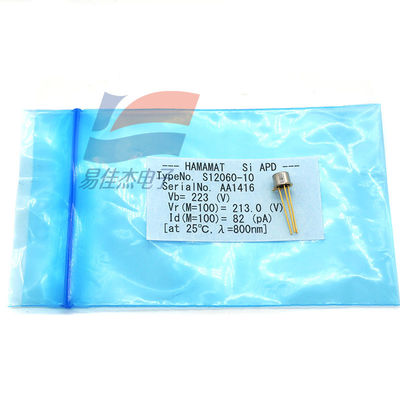 --- HAMAMAT Si APD ---
TypeNo. S12060-10
SerialNo. AA1416
Vb= 223 (V)
Vr(M=100)= 213.0 (V)
Id(M=100)= 82 (pA)
[at 25℃, λ=800nm]
易佳杰电子